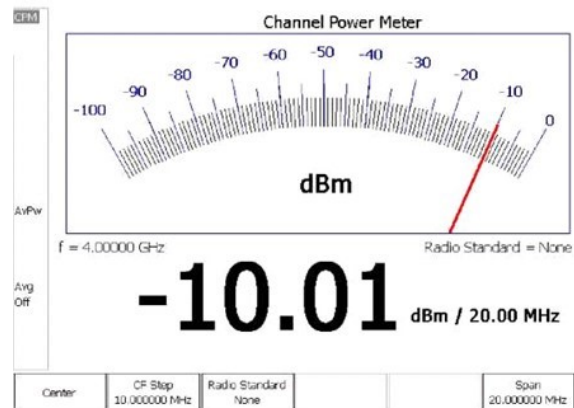 CPM
Channel Power Meter
-100
-90
-80
-70
-60
-50
-40
-30
-20
-10
0
dBm
AvPwr
f = 4.00000 GHz
Radio Standard = None
Avg
Off
-10.01 dBm / 20.00 MHz
Center
CF Step
10.000000 MHz
Radio Standard
None
Span
20.000000 MHz